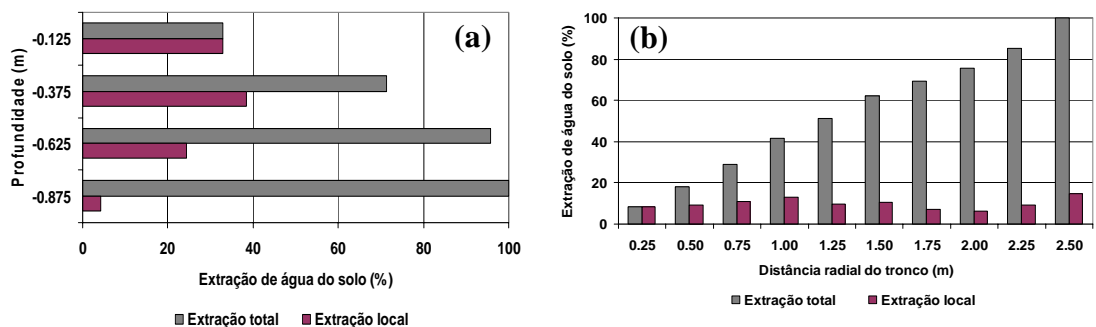 (a)
Profundidade (m)
-0.125
-0.375
-0.625
-0.875
0 20 40 60 80 100
Extração de água do solo (%)
Extração total Extração local
(b)
Extração de água do solo (%)
100
80
60
40
20
0
0.25 0.50 0.75 1.00 1.25 1.50 1.75 2.00 2.25 2.50
Distância radial do tronco (m)
Extração total Extração local